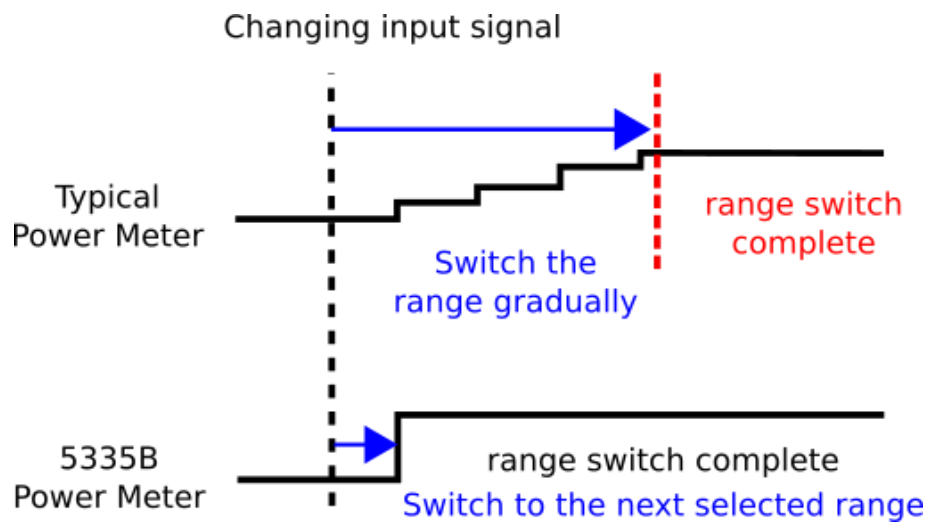 Changing input signal
Typical
Power Meter
range switch
complete
Switch the
range gradually
5335B
Power Meter
range switch complete
Switch to the next selected range